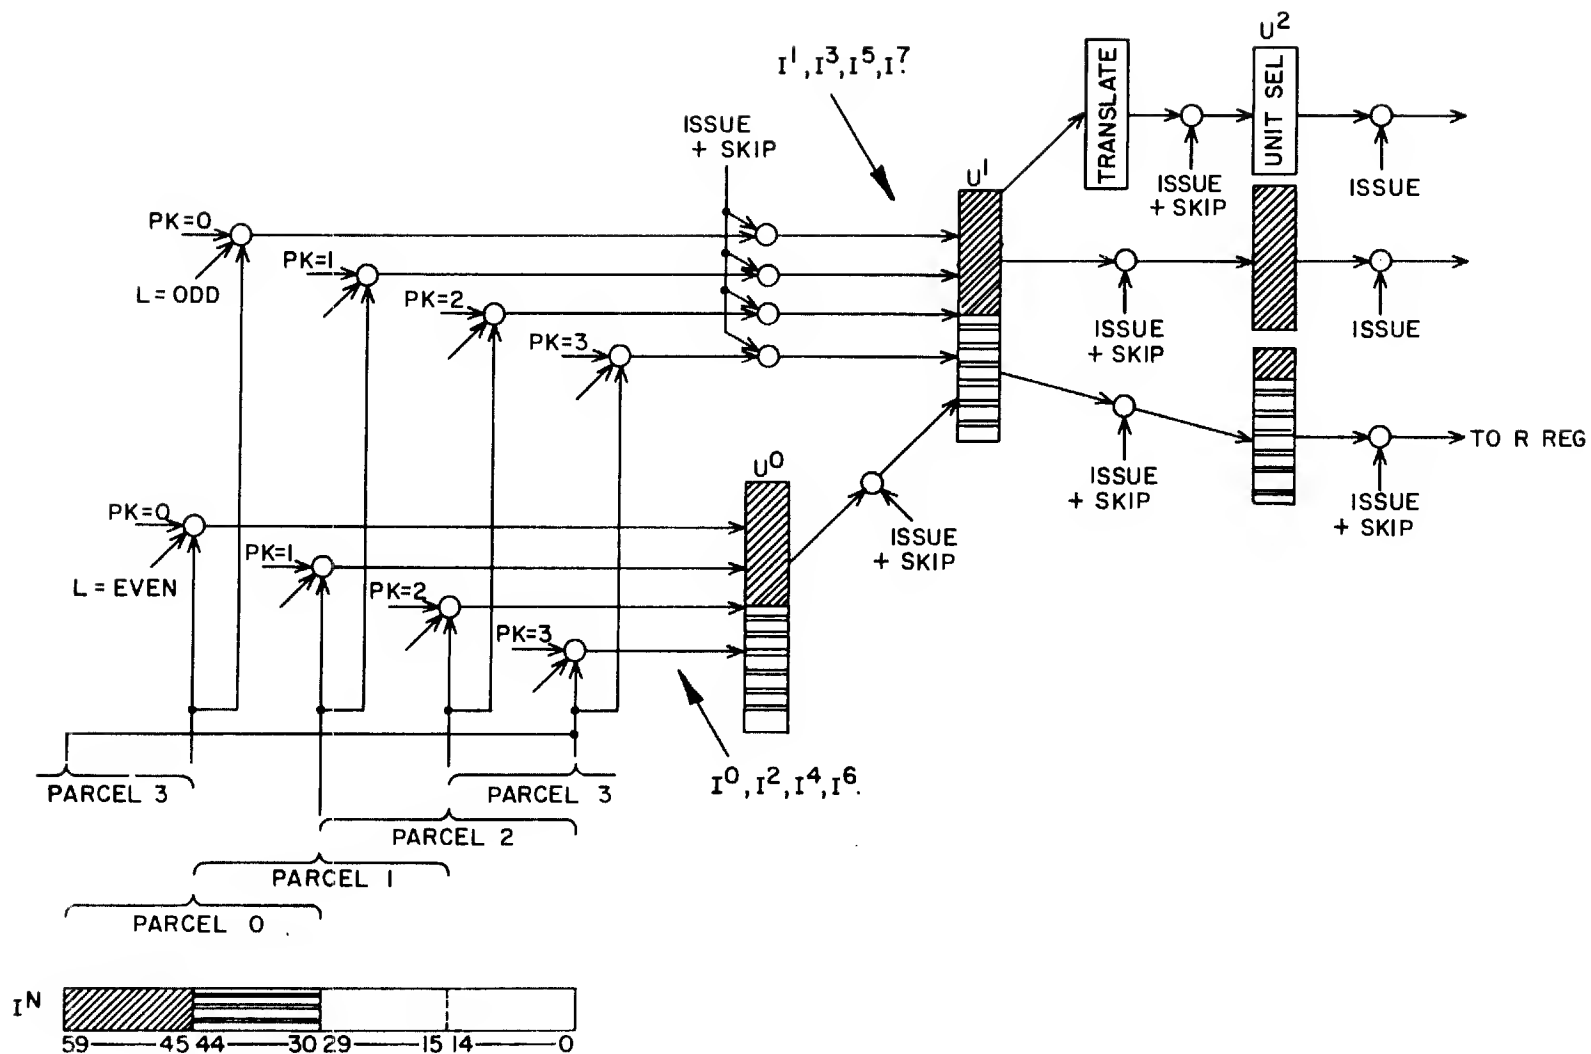 U²
I¹, I³, I⁵, I⁷.
TRANSLATE
UNIT SEL
ISSUE
+ SKIP
U¹
ISSUE
+ SKIP
ISSUE
PK=0
PK=1
L=ODD
PK=2
PK=3
ISSUE
+ SKIP
ISSUE
TO R REG
U⁰
ISSUE
+ SKIP
ISSUE
+ SKIP
PK=0
ISSUE
+ SKIP
PK=1
L=EVEN
PK=2
PK=3
I⁰, I², I⁴, I⁶.
PARCEL 3
PARCEL 3
PARCEL 2
PARCEL 1
PARCEL 0
Iᴺ
59 45 44 30 29 15 14 0